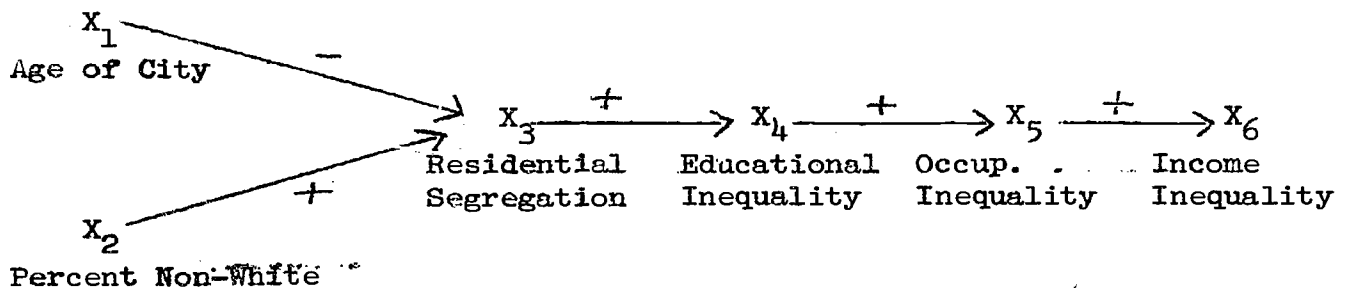 X1
Age of City
−
X3 + X4 + X5 + X6
Residential Educational Occup. Income
Segregation Inequality Inequality Inequality
+
X2
Percent Non-White